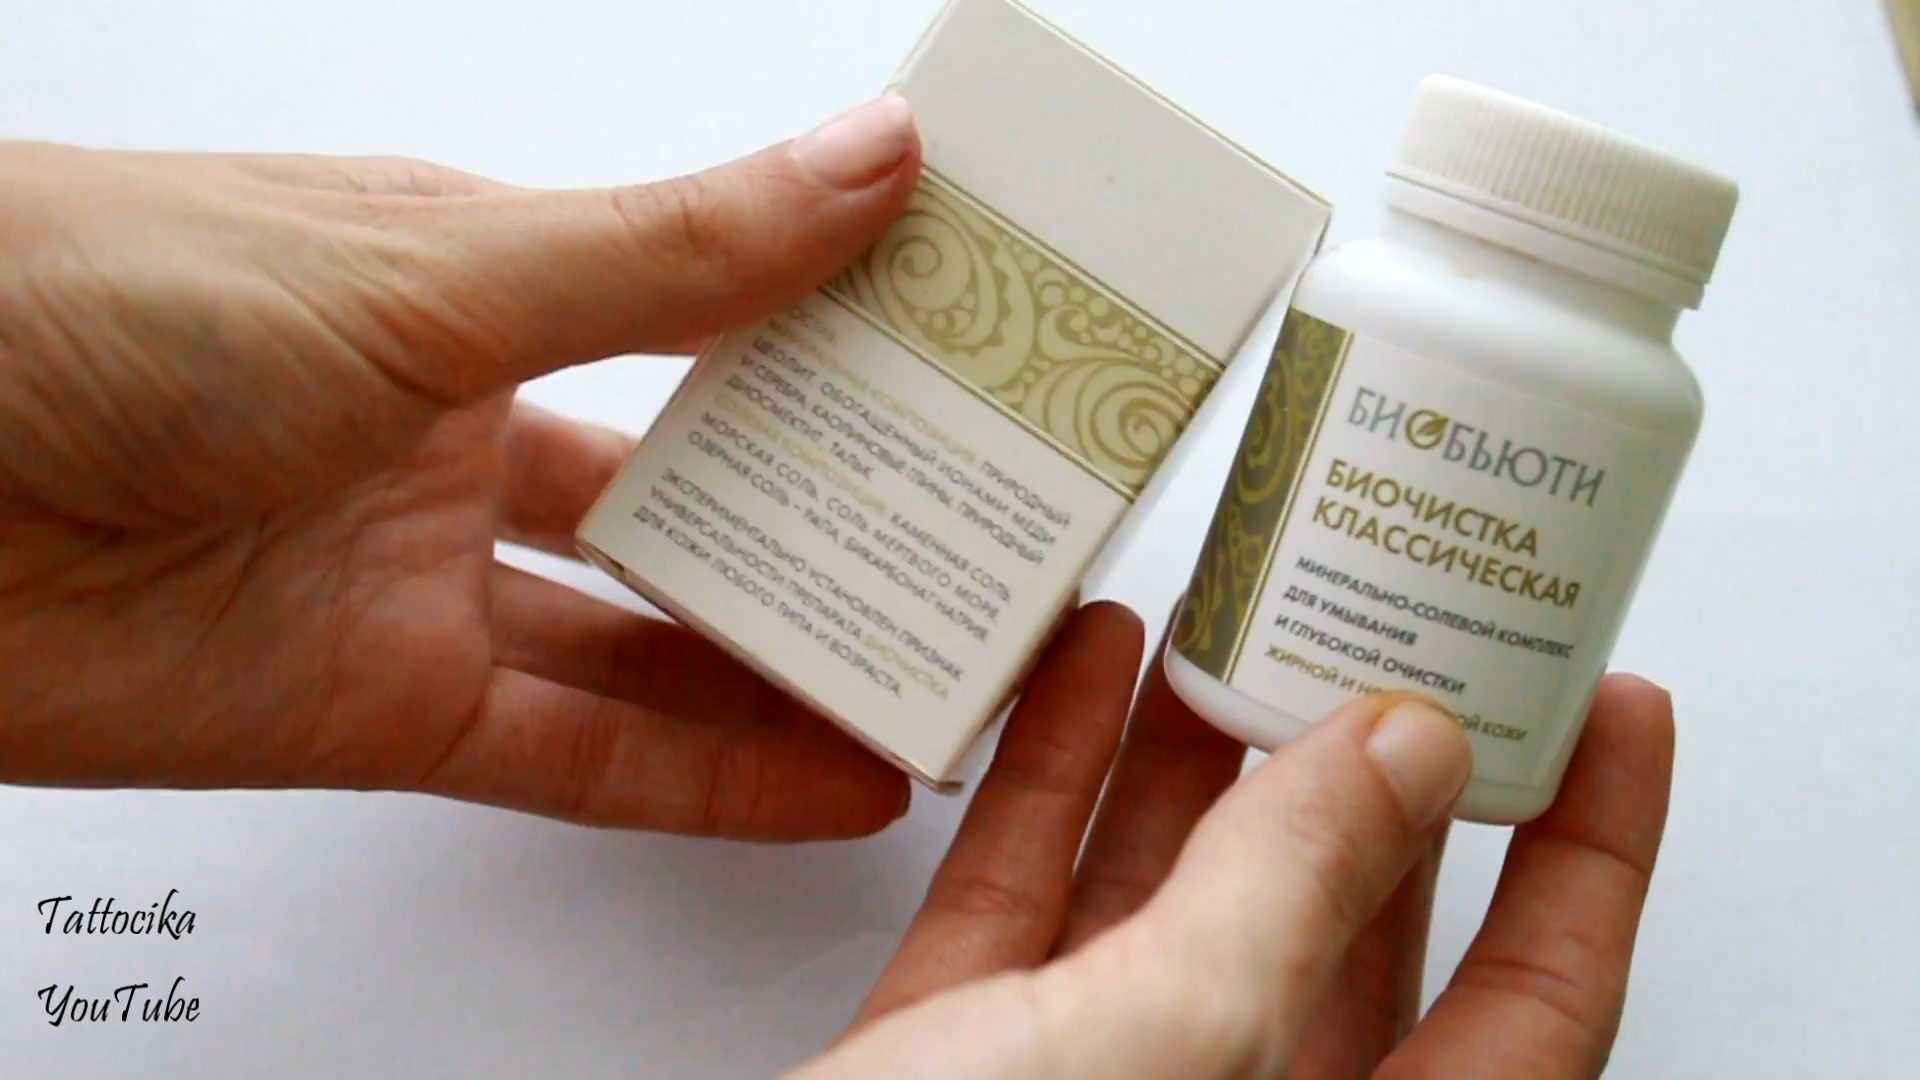 СОСТАВ
МИНЕРАЛЬНАЯ КОМПОЗИЦИЯ: ПРИРОДНЫЙ
ЦЕОЛИТ, ОБОГАЩЕННЫЙ ИОНАМИ МЕДИ
И СЕРЕБРА, КАОЛИНОВЫЕ ГЛИНЫ, ПРИРОДНЫЙ
ДИОСМЕКТИТ, ТАЛЬК.
СОЛЕВАЯ КОМПОЗИЦИЯ: КАМЕННАЯ СОЛЬ,
МОРСКАЯ СОЛЬ, СОЛЬ МЕРТВОГО МОРЯ,
ОЗЕРНАЯ СОЛЬ - РАПА, БИКАРБОНАТ НАТРИЯ.
ЭКСПЕРИМЕНТАЛЬНО УСТАНОВЛЕН ПРИЗНАК
УНИВЕРСАЛЬНОСТИ ПРЕПАРАТА БИОЧИСТКА
ДЛЯ КОЖИ ЛЮБОГО ТИПА И ВОЗРАСТА.
БИОБЬЮТИ
БИОЧИСТКА
КЛАССИЧЕСКАЯ
МИНЕРАЛЬНО-СОЛЕВОЙ КОМПЛЕКС
ДЛЯ УМЫВАНИЯ
И ГЛУБОКОЙ ОЧИСТКИ
ЖИРНОЙ И КОЖИ
Tattocika
YouTube